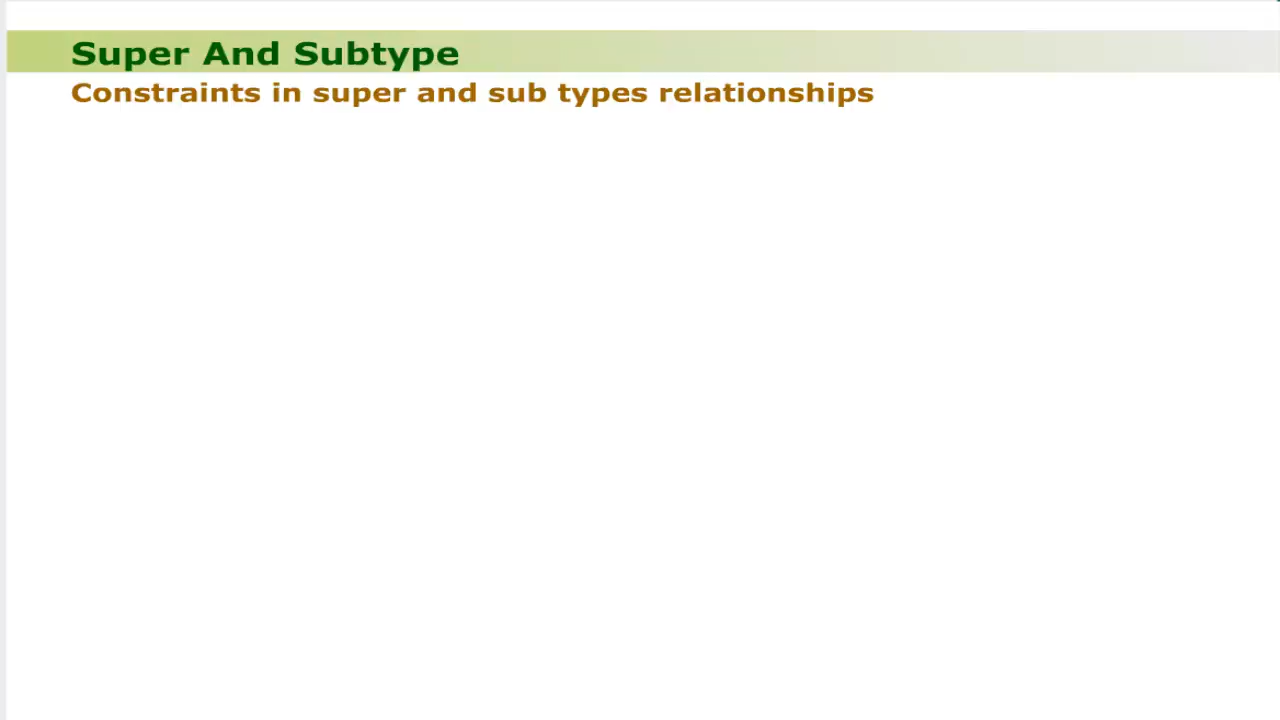 Super And Subtype
Constraints in super and sub types relationships